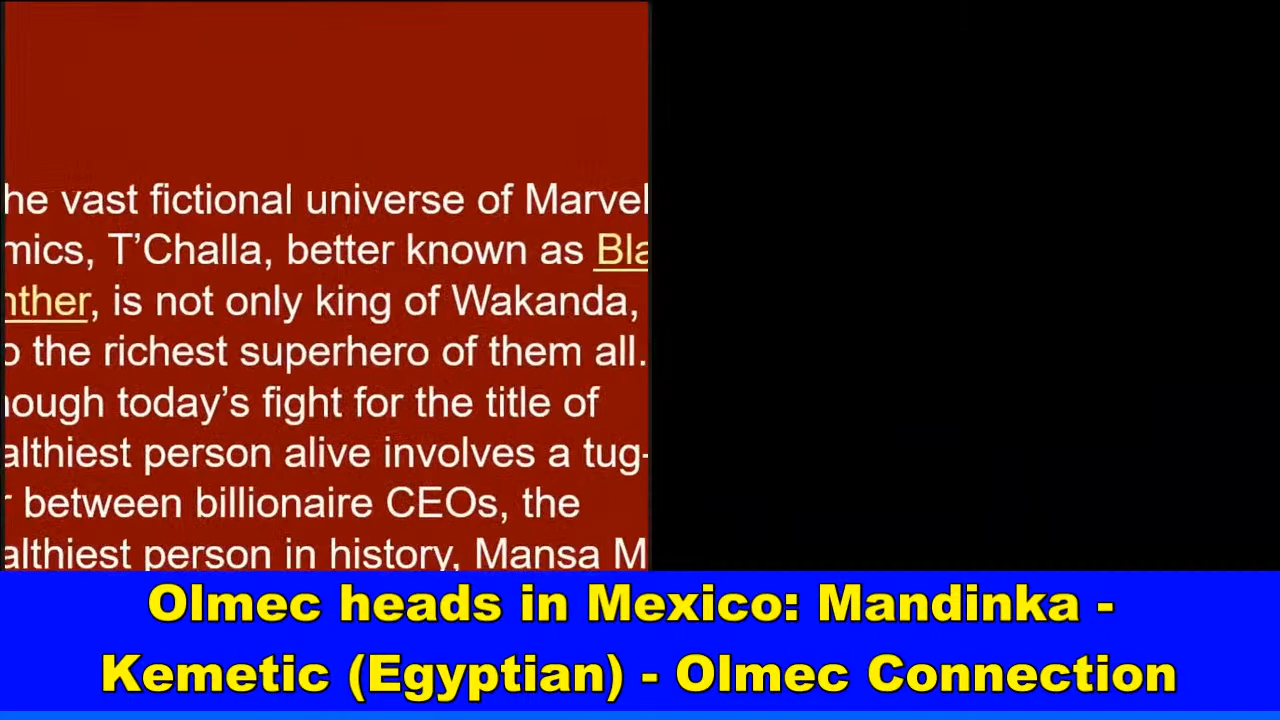 he vast fictional universe of Marvel
mics, T’Challa, better known as Bla
nther, is not only king of Wakanda,
o the richest superhero of them all.
hough today’s fight for the title of
althiest person alive involves a tug-
r between billionaire CEOs, the
althiest person in history, Mansa M
Olmec heads in Mexico: Mandinka -
Kemetic (Egyptian) - Olmec Connection